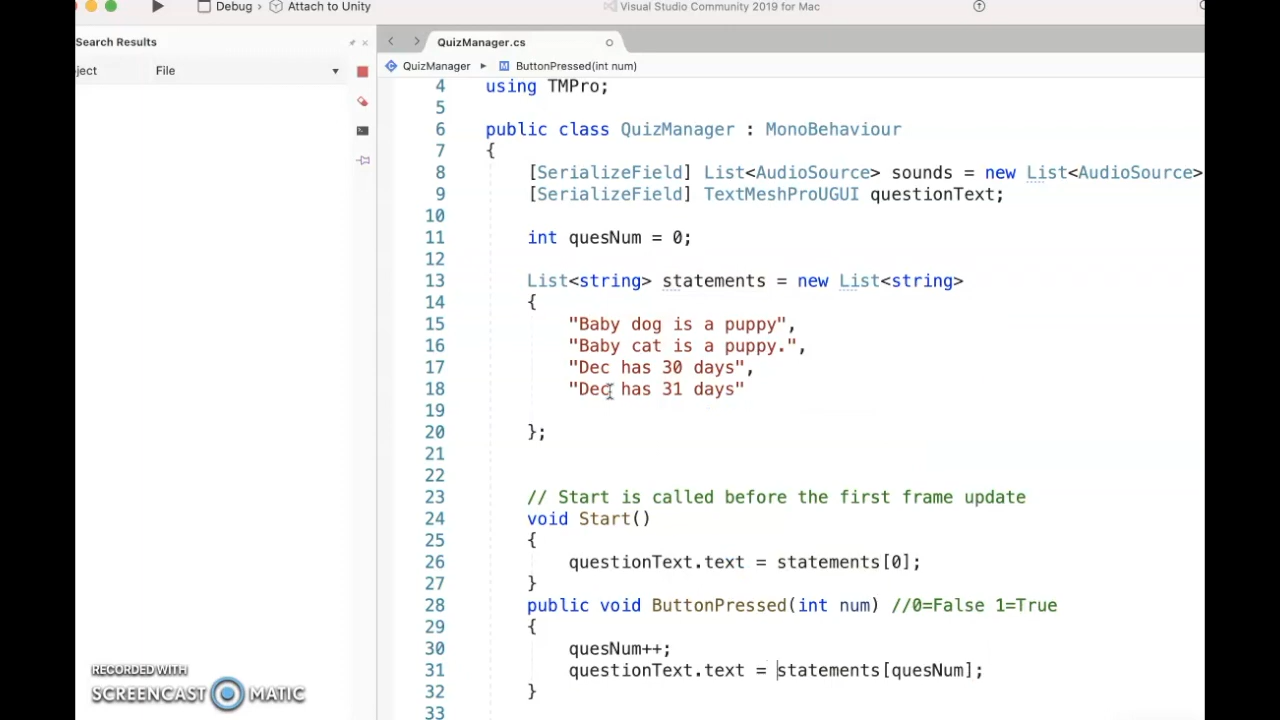 Debug › Attach to Unity
Visual Studio Community 2019 for Mac
Search Results
QuizManager.cs
ject File
QuizManager ▸ ButtonPressed(int num)
4 using TMPro;
5
6 public class QuizManager : MonoBehaviour
7 {
8 [SerializeField] List<AudioSource> sounds = new List<AudioSource>
9 [SerializeField] TextMeshProUGUI questionText;
10
11 int quesNum = 0;
12
13 List<string> statements = new List<string>
14 {
15 "Baby dog is a puppy",
16 "Baby cat is a puppy.",
17 "Dec has 30 days",
18 "Dec has 31 days"
19
20 };
21
22
23 // Start is called before the first frame update
24 void Start()
25 {
26 questionText.text = statements[0];
27 }
28 public void ButtonPressed(int num) //0=False 1=True
29 {
30 quesNum++;
31 questionText.text = statements[quesNum];
32 }
33
RECORDED WITH
SCREENCAST MATIC